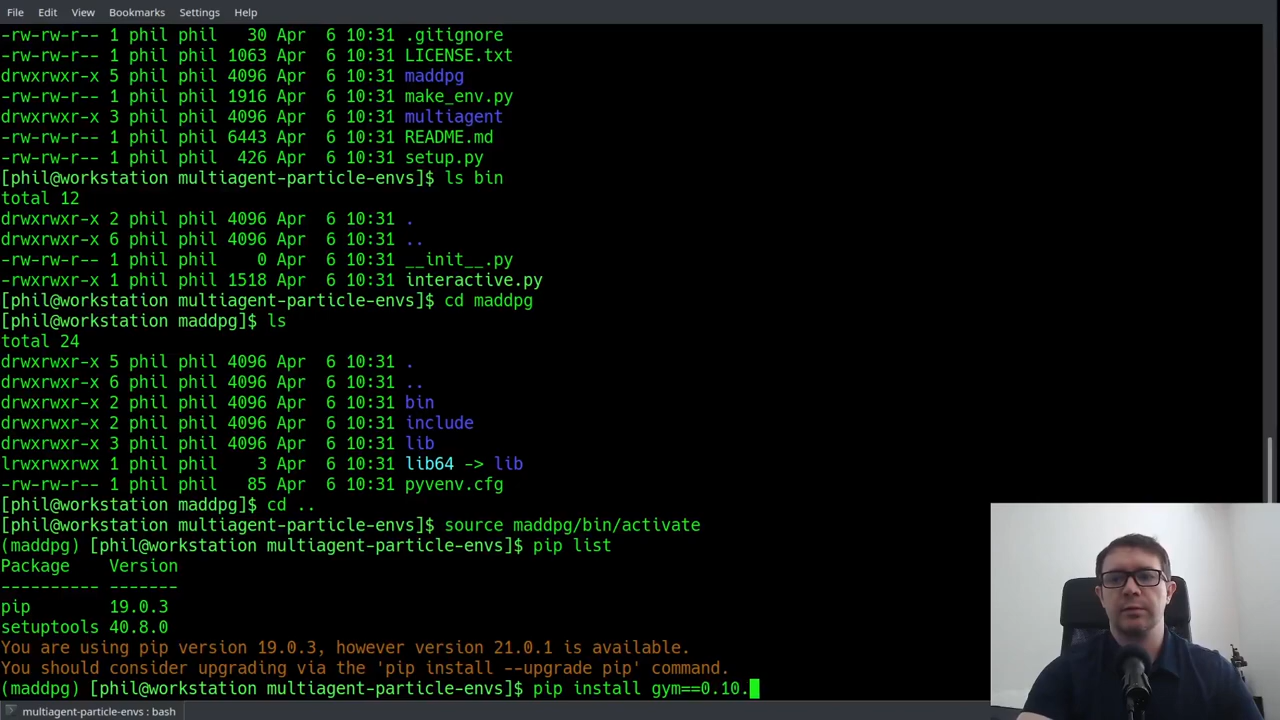 File Edit View Bookmarks Settings Help
-rw-rw-r-- 1 phil phil   30 Apr  6 10:31 .gitignore
-rw-rw-r-- 1 phil phil 1063 Apr  6 10:31 LICENSE.txt
drwxrwxr-x 5 phil phil 4096 Apr  6 10:31 maddpg
-rw-rw-r-- 1 phil phil 1916 Apr  6 10:31 make_env.py
drwxrwxr-x 3 phil phil 4096 Apr  6 10:31 multiagent
-rw-rw-r-- 1 phil phil 6443 Apr  6 10:31 README.md
-rw-rw-r-- 1 phil phil  426 Apr  6 10:31 setup.py
[phil@workstation multiagent-particle-envs]$ ls bin
total 12
drwxrwxr-x 2 phil phil 4096 Apr  6 10:31 .
drwxrwxr-x 6 phil phil 4096 Apr  6 10:31 ..
-rw-rw-r-- 1 phil phil    0 Apr  6 10:31 __init__.py
-rwxrwxr-x 1 phil phil 1518 Apr  6 10:31 interactive.py
[phil@workstation multiagent-particle-envs]$ cd maddpg
[phil@workstation maddpg]$ ls
total 24
drwxrwxr-x 5 phil phil 4096 Apr  6 10:31 .
drwxrwxr-x 6 phil phil 4096 Apr  6 10:31 ..
drwxrwxr-x 2 phil phil 4096 Apr  6 10:31 bin
drwxrwxr-x 2 phil phil 4096 Apr  6 10:31 include
drwxrwxr-x 3 phil phil 4096 Apr  6 10:31 lib
lrwxrwxrwx 1 phil phil    3 Apr  6 10:31 lib64 -> lib
-rw-rw-r-- 1 phil phil   85 Apr  6 10:31 pyvenv.cfg
[phil@workstation maddpg]$ cd ..
[phil@workstation multiagent-particle-envs]$ source maddpg/bin/activate
(maddpg) [phil@workstation multiagent-particle-envs]$ pip list
Package    Version
---------- -------
pip        19.0.3
setuptools 40.8.0
You are using pip version 19.0.3, however version 21.0.1 is available.
You should consider upgrading via the 'pip install --upgrade pip' command.
(maddpg) [phil@workstation multiagent-particle-envs]$ pip install gym==0.10.
multiagent-particle-envs : bash